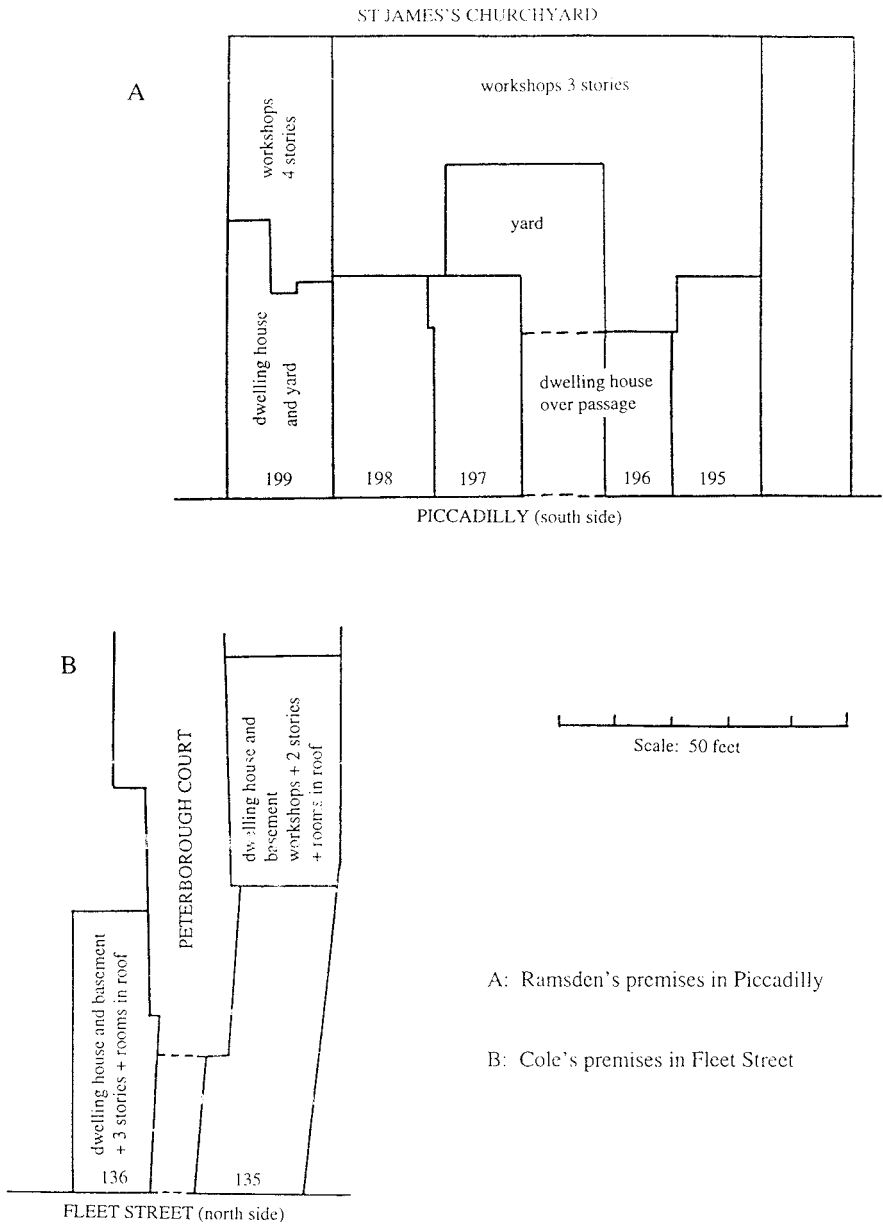 ST JAMES'S CHURCHYARD
A
workshops
4 stories
workshops 3 stories
yard
dwelling house
and yard
dwelling house
over passage
199
198
197
196
195
PICCADILLY (south side)
B
PETERBOROUGH COURT
dwelling house and
basement
workshops + 2 stories
+ rooms in roof
Scale: 50 feet
dwelling house and basement
+ 3 stories + rooms in roof
A: Ramsden's premises in Piccadilly
B: Cole's premises in Fleet Street
136
135
FLEET STREET (north side)